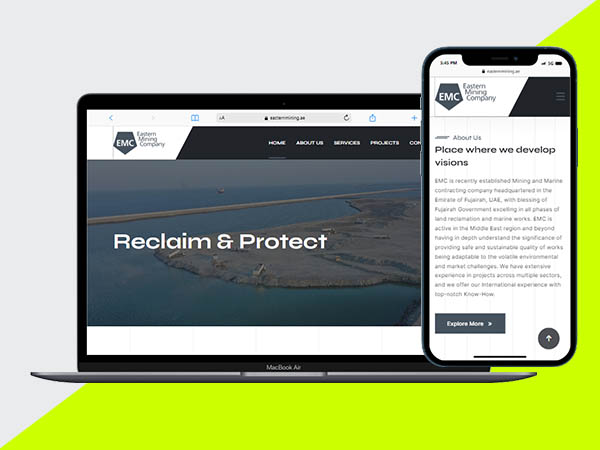 easternmining.ae
EMC
Eastern
Mining
Company
HOME
ABOUT US
SERVICES
PROJECTS
Reclaim & Protect
MacBook Air
3:45 PM
5G
easternmining.ae
EMC
Eastern
Mining
Company
About Us
Place where we develop
visions
EMC is recently established Mining and Marine
contracting company headquartered in the
Emirate of Fujairah, UAE, with blessing of
Fujairah Government excelling in all phases of
land reclamation and marine works. EMC is
active in the Middle East region and beyond
having in depth understand the significance of
providing safe and sustainable quality of works
being adaptable to the volatile environmental
and market challenges. We have extensive
experience in projects across multiple sectors,
and we offer our International experience with
top-notch Know-How.
Explore More >